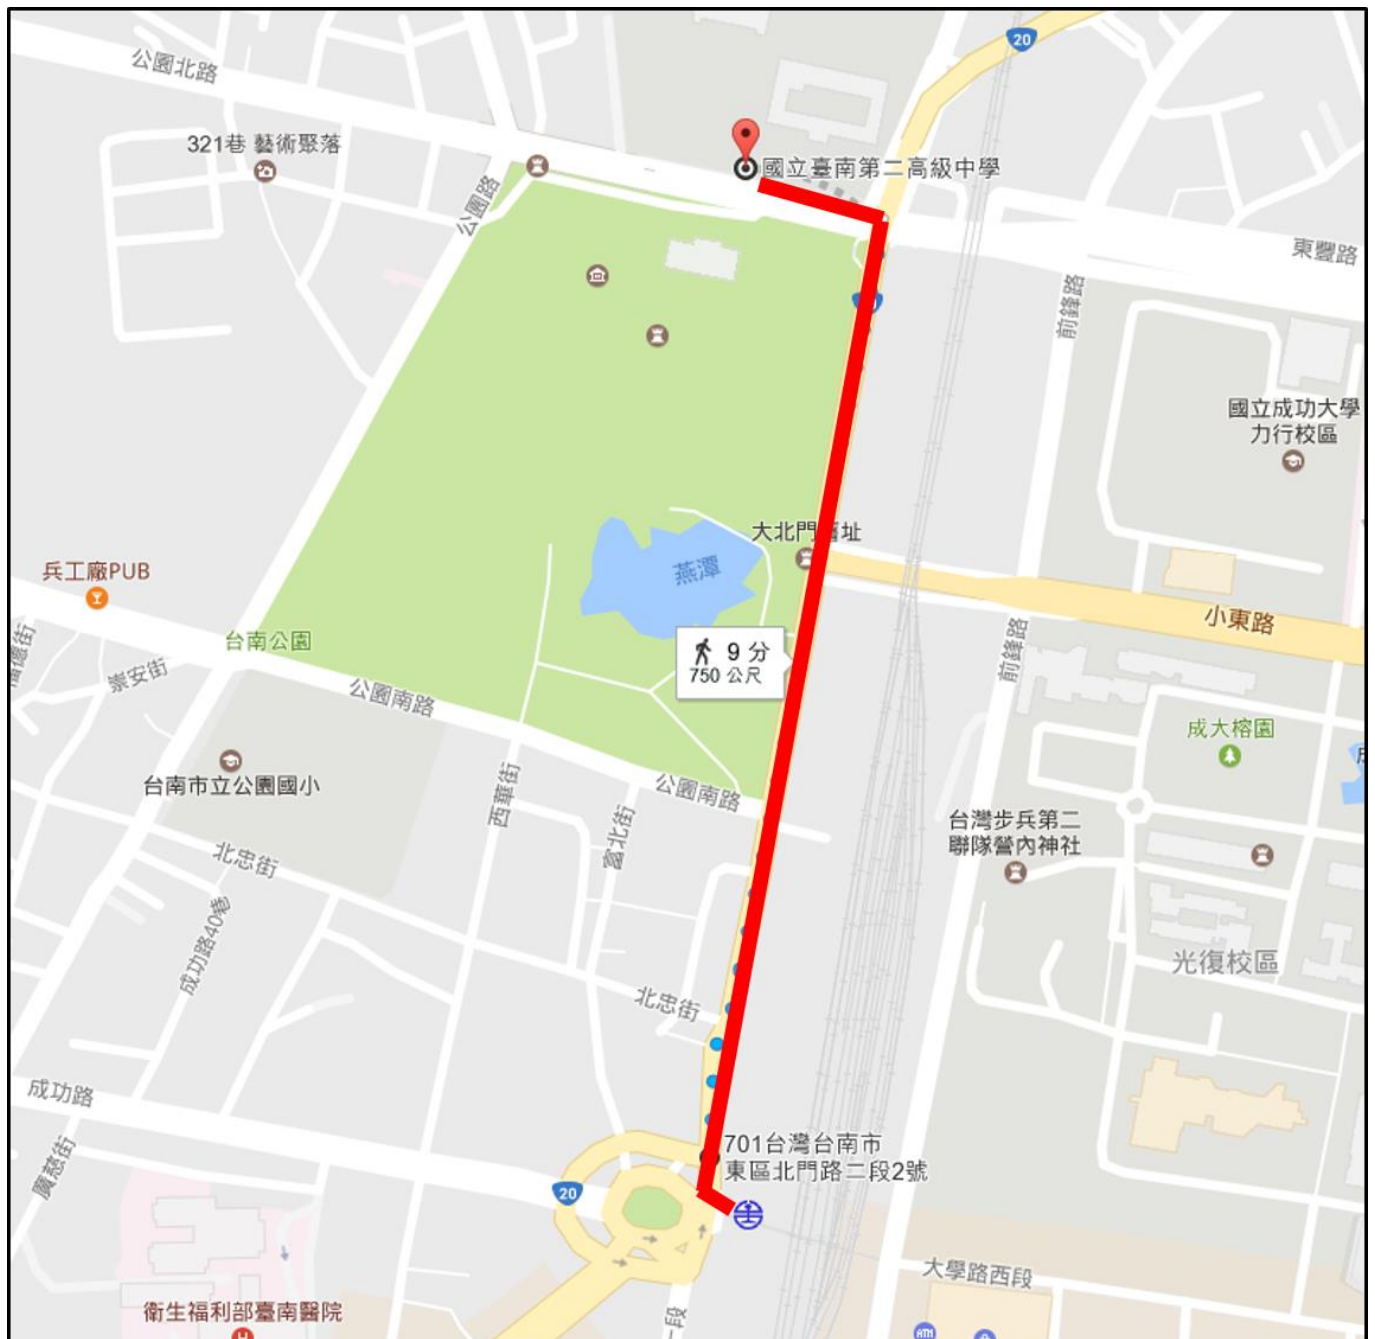 20
公園北路
321巷 藝術聚落
國立臺南第二高級中學
公園路
東豐路
前鋒路
國立成功大學
力行校區
大北門
址
燕潭
兵工廠PUB
小東路
台南公園
9 分
750 公尺
前鋒路
崇安街
公園南路
成大榕園
台南市立公園國小
西華街
公園南路
台灣步兵第二
聯隊營內神社
富北街
北忠街
成功路40巷
光復校區
北忠街
成功路
701台灣台南市
東區北門路二段2號
廣慈街
20
大學路西段
衛生福利部臺南醫院
一段
ATM